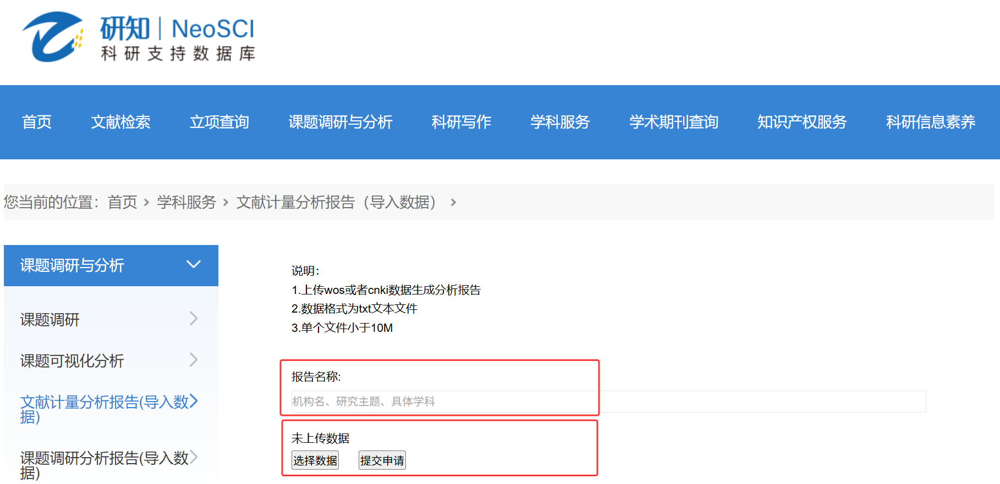 研知 | NeoSCI
科研支持数据库
首页 文献检索 立项查询 课题调研与分析 科研写作 学科服务 学术期刊查询 知识产权服务 科研信息素养
您当前的位置：首页 > 学科服务 > 文献计量分析报告（导入数据） >
课题调研与分析
课题调研
课题可视化分析
文献计量分析报告(导入数
据)
课题调研分析报告(导入数
据)
说明：
1.上传wos或者cnki数据生成分析报告
2.数据格式为txt文本文件
3.单个文件小于10M
报告名称:
机构名、研究主题、具体学科
未上传数据
选择数据 提交申请